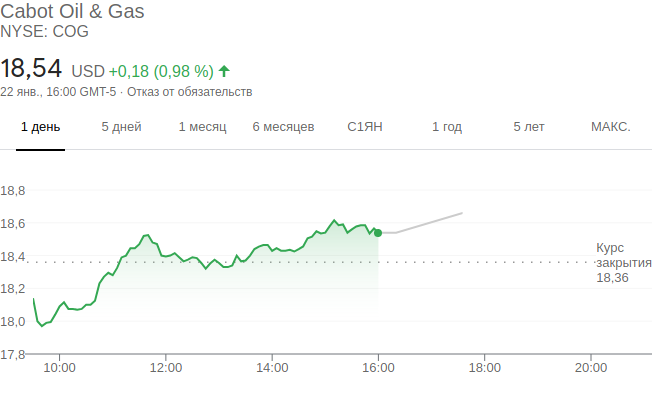 Cabot Oil & Gas
NYSE: COG
18,54 USD +0,18 (0,98 %)
22 янв., 16:00 GMT-5 · Отказ от обязательств
1 день 5 дней 1 месяц 6 месяцев С1ЯН 1 год 5 лет МАКС.
18,8
18,6
18,4
18,2
18,0
17,8
Курс
закрытия
18,36
10:00 12:00 14:00 16:00 18:00 20:00